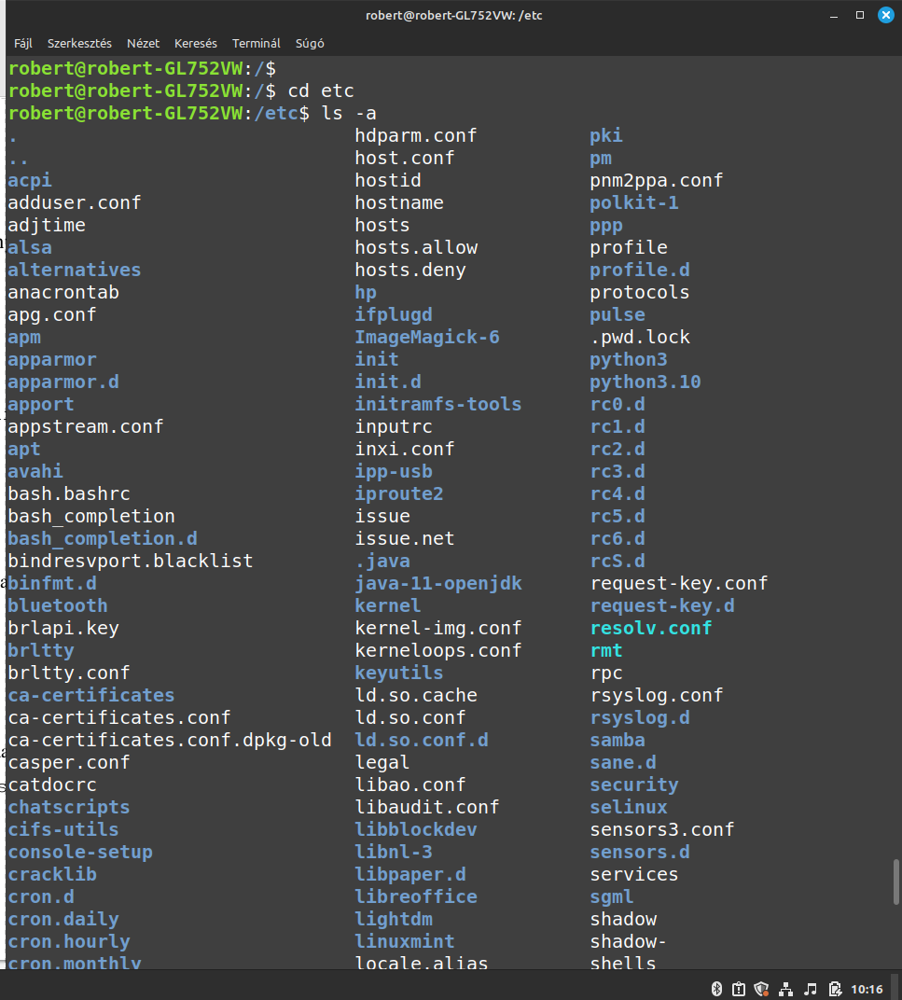 robert@robert-GL752VW: /etc
Fájl Szerkesztés Nézet Keresés Terminál Súgó
robert@robert-GL752VW:/$
robert@robert-GL752VW:/$ cd etc
robert@robert-GL752VW:/etc$ ls -a
. hdparm.conf pki
.. host.conf pm
acpi hostid pnm2ppa.conf
adduser.conf hostname polkit-1
adjtime hosts ppp
alsa hosts.allow profile
alternatives hosts.deny profile.d
anacrontab hp protocols
apg.conf ifplugd pulse
apm ImageMagick-6 .pwd.lock
apparmor init python3
apparmor.d init.d python3.10
apport initramfs-tools rc0.d
appstream.conf inputrc rc1.d
apt inxi.conf rc2.d
avahi ipp-usb rc3.d
bash.bashrc iproute2 rc4.d
bash_completion issue rc5.d
bash_completion.d issue.net rc6.d
bindresvport.blacklist .java rcS.d
binfmt.d java-11-openjdk request-key.conf
bluetooth kernel request-key.d
brlapi.key kernel-img.conf resolv.conf
brltty kerneloops.conf rmt
brltty.conf keyutils rpc
ca-certificates ld.so.cache rsyslog.conf
ca-certificates.conf ld.so.conf rsyslog.d
ca-certificates.conf.dpkg-old ld.so.conf.d samba
casper.conf legal sane.d
catdocrc libao.conf security
chatscripts libaudit.conf selinux
cifs-utils libblockdev sensors3.conf
console-setup libnl-3 sensors.d
cracklib libpaper.d services
cron.d libreoffice sgml
cron.daily lightdm shadow
cron.hourly linuxmint shadow-
cron.monthly locale.alias shells
10:16